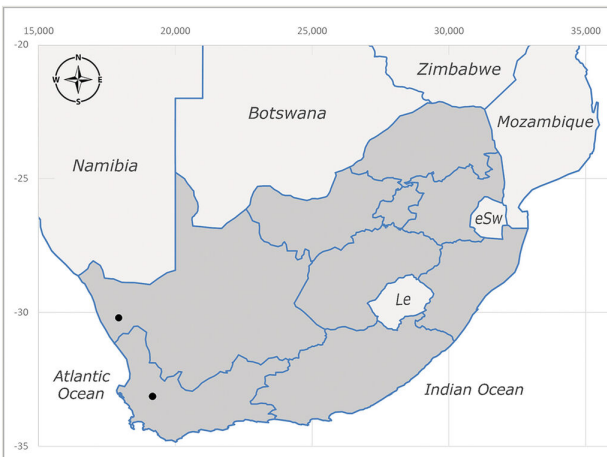 15,000 20,000 25,000 30,000 35,000
-20
N
W E
S
Zimbabwe
Botswana
Mozambique
Namibia
-25
eSw
Le
-30
Atlantic
Ocean
Indian Ocean
-35